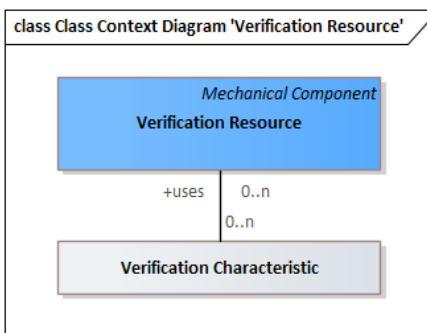 class Class Context Diagram 'Verification Resource'
Mechanical Component
Verification Resource
+uses 0..n
0..n
Verification Characteristic